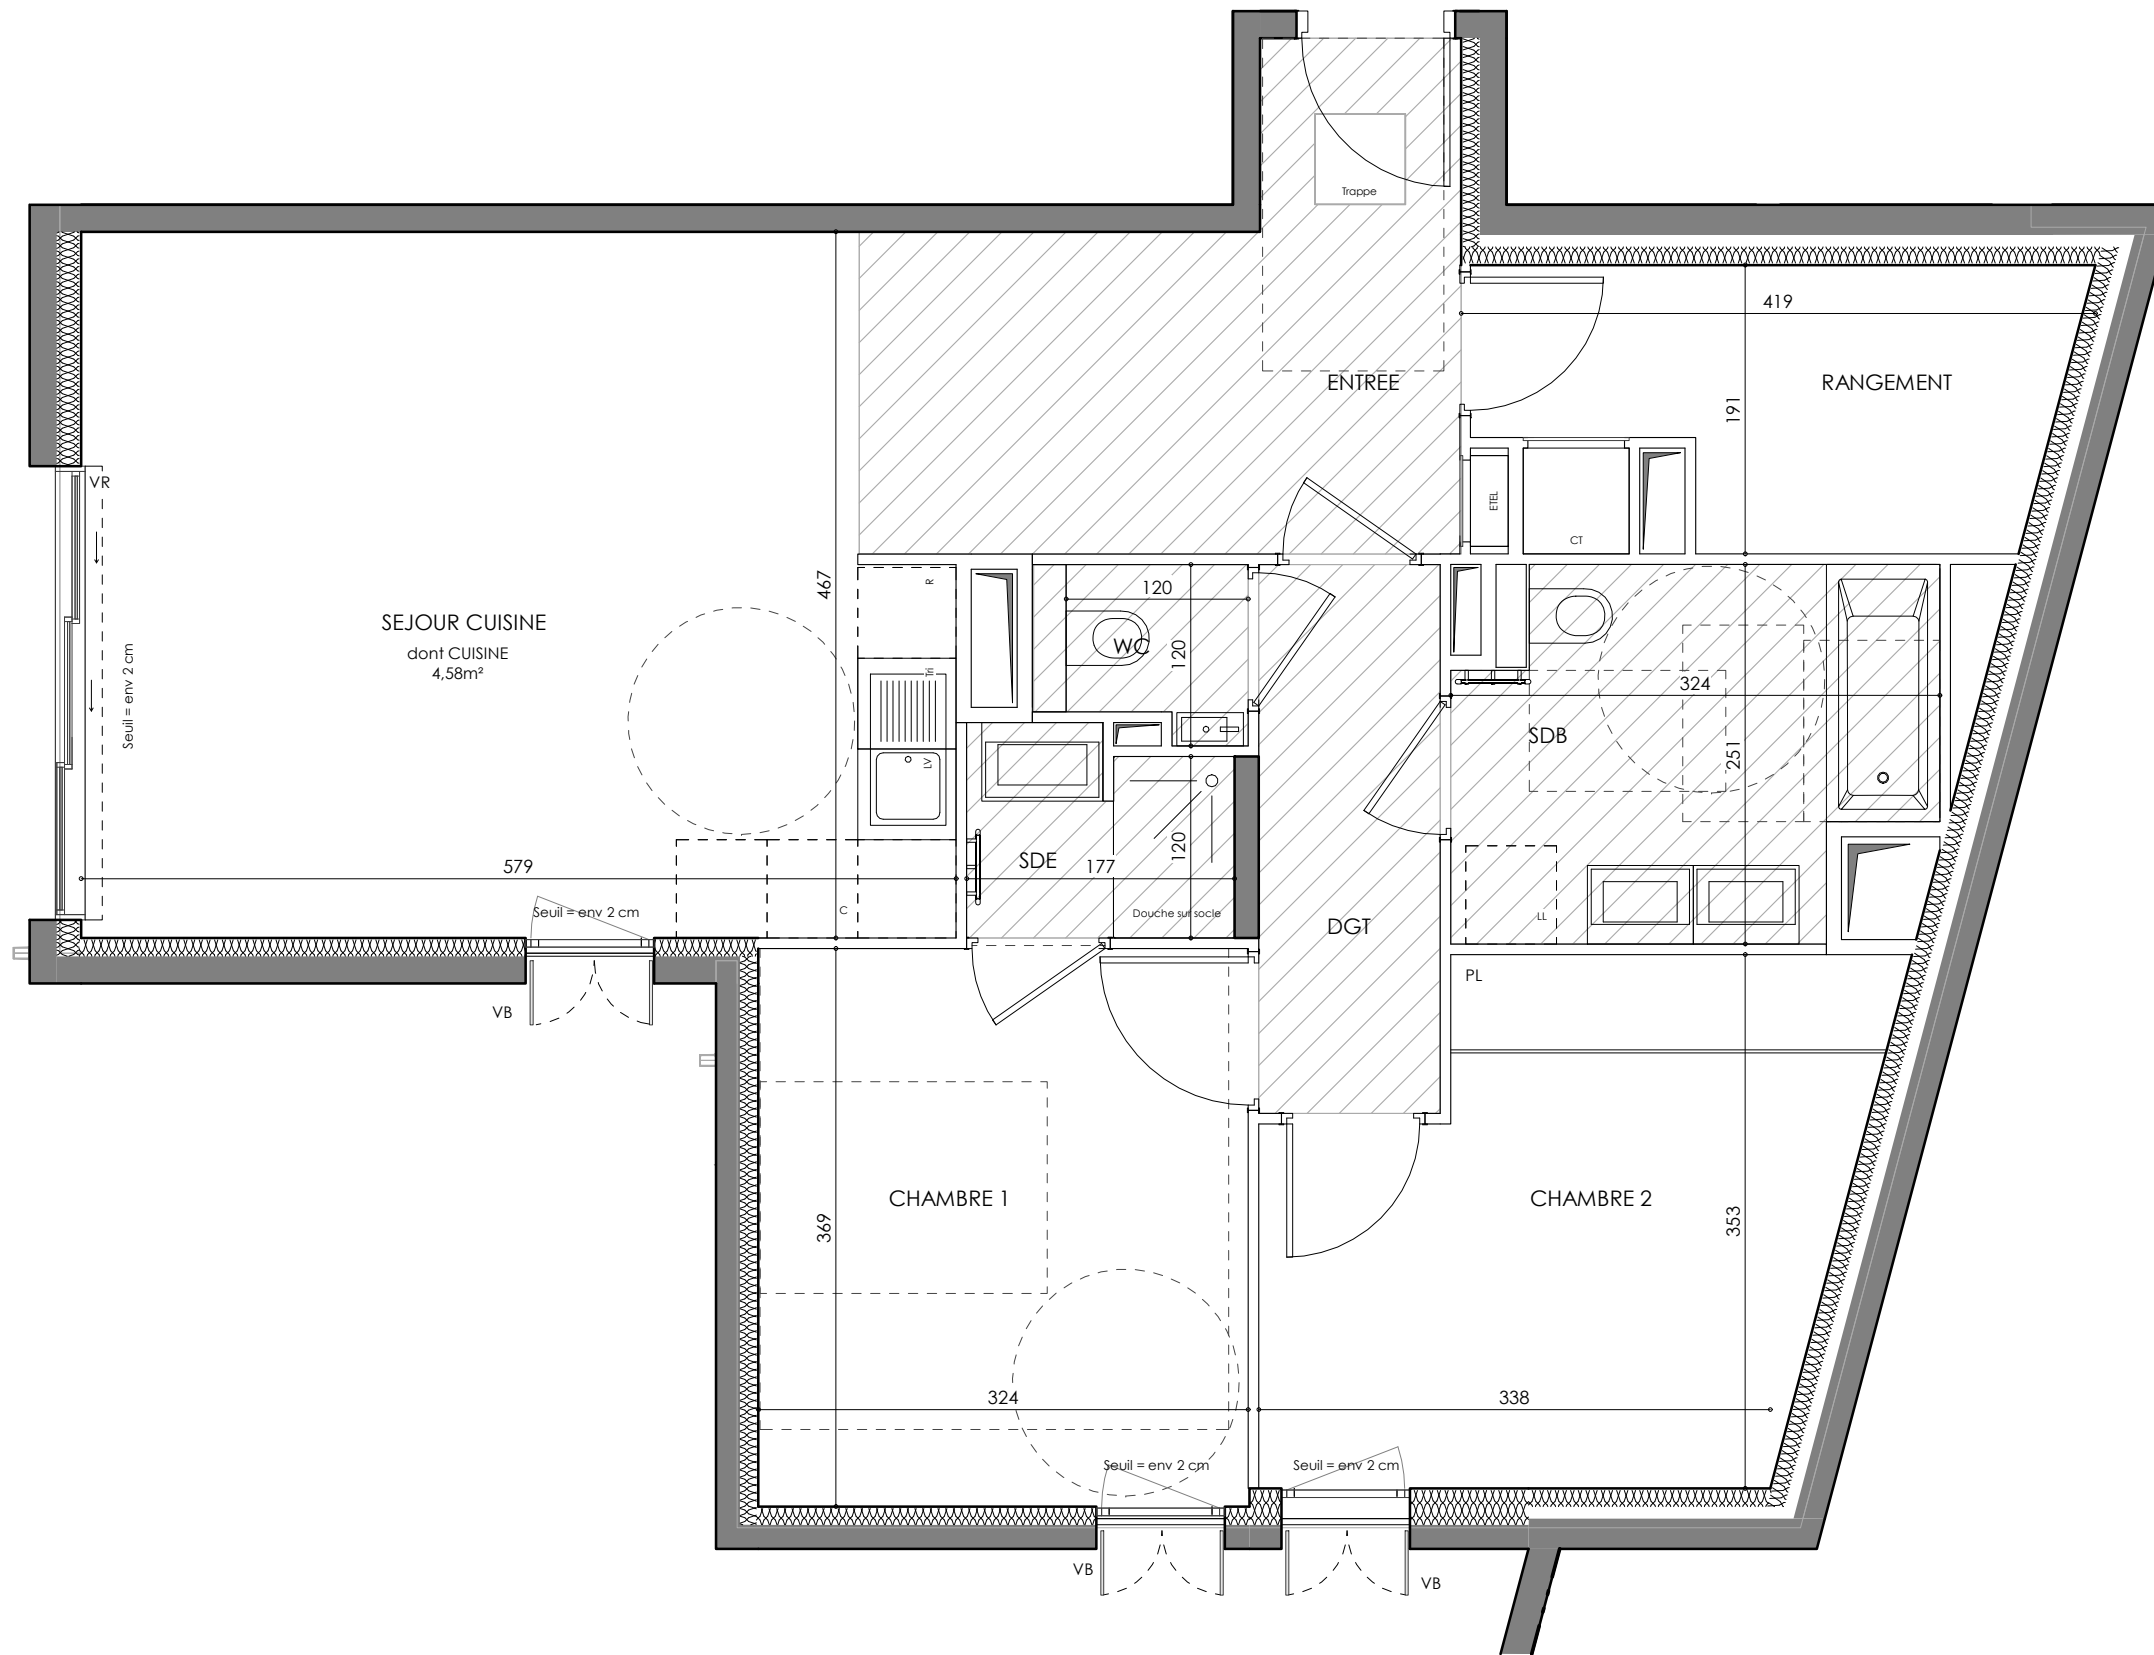 Trappe
419
ENTREE
RANGEMENT
191
VR
ETEL
CT
SEJOUR CUISINE
dont CUISINE
4,58m²
467
R
120
WC
120
Tri
Seuil = env 2 cm
324
SDB
251
LV
SDE
120
177
579
C
Seuil = env 2 cm
Douche sur socle
LL
DGT
PL
VB
CHAMBRE 1
CHAMBRE 2
369
353
324
338
Seuil = env 2 cm
Seuil = env 2 cm
VB
VB